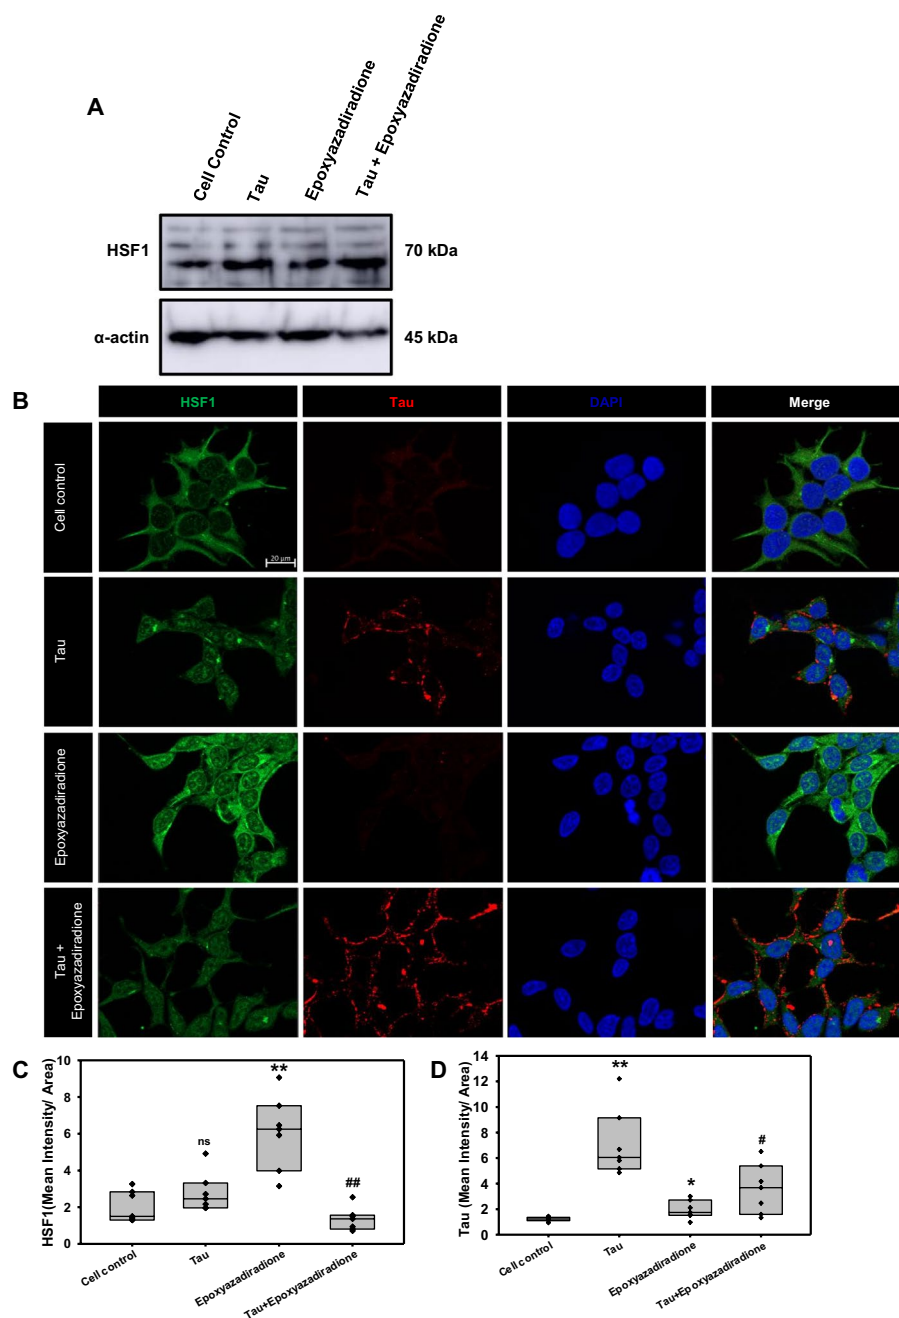 A
Cell Control
Tau
Epoxyazadiradione
Tau + Epoxyazadiradione
HSF1
70 kDa
α-actin
45 kDa
B
HSF1
Tau
DAPI
Merge
Cell control
20 µm
Tau
Epoxyazadiradione
Tau +
Epoxyazadiradione
C
HSF1(Mean Intensity/ Area)
10
8
6
4
2
0
ns
**
##
Cell control
Tau
Epoxyazadiradione
Tau+Epoxyazadiradione
D
Tau (Mean Intensity/ Area)
14
12
10
8
6
4
2
0
**
*
#
Cell control
Tau
Epoxyazadiradione
Tau+Epoxyazadiradione